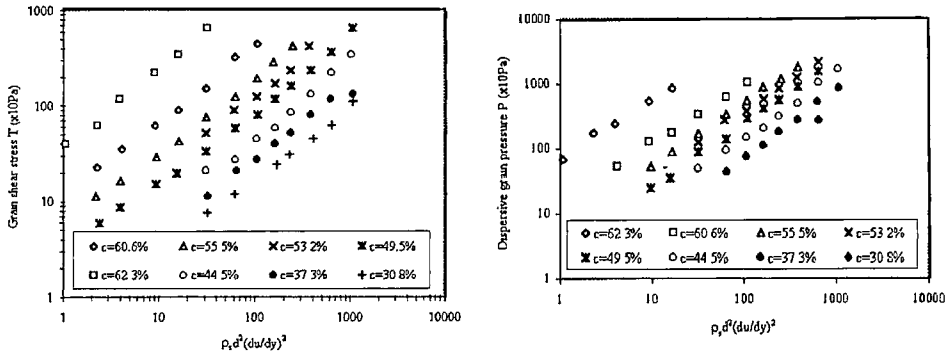 1000
100
10
1
Grain shear stress T (x10Pa)
c=60.6%
c=55 5%
c=53 2%
c=49.5%
c=62 3%
c=44 5%
c=37 3%
c=30.8%
1
10
100
1000
10000
ρsd²(du/dy)²
10000
1000
100
10
1
Dispersive grain pressure P (x10Pa)
c=62 3%
c=60.6%
c=55 5%
c=53 2%
c=49 5%
c=44 5%
c=37 3%
c=30 8%
1
10
100
1000
10000
ρsd²(du/dy)²